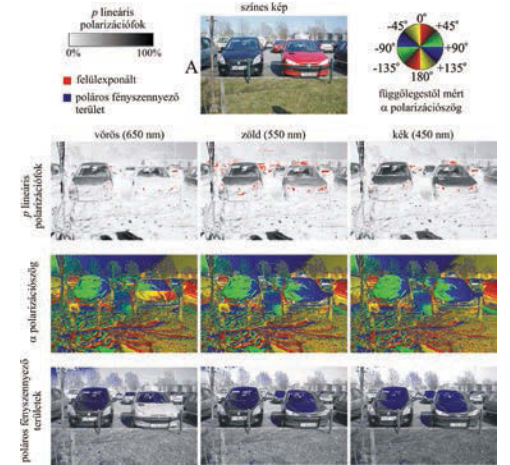 p lineáris
polarizációfok
0% 100%
felülexponált
poláros fényszennyező
terület
színes kép
A
0°
-45° +45°
-90° +90°
-135° +135°
180°
függőlegestől mért
α polarizációszög
vörös (650 nm) zöld (550 nm) kék (450 nm)
p lineáris
polarizációfok
α polarizációszög
poláros fényszennyező
területek